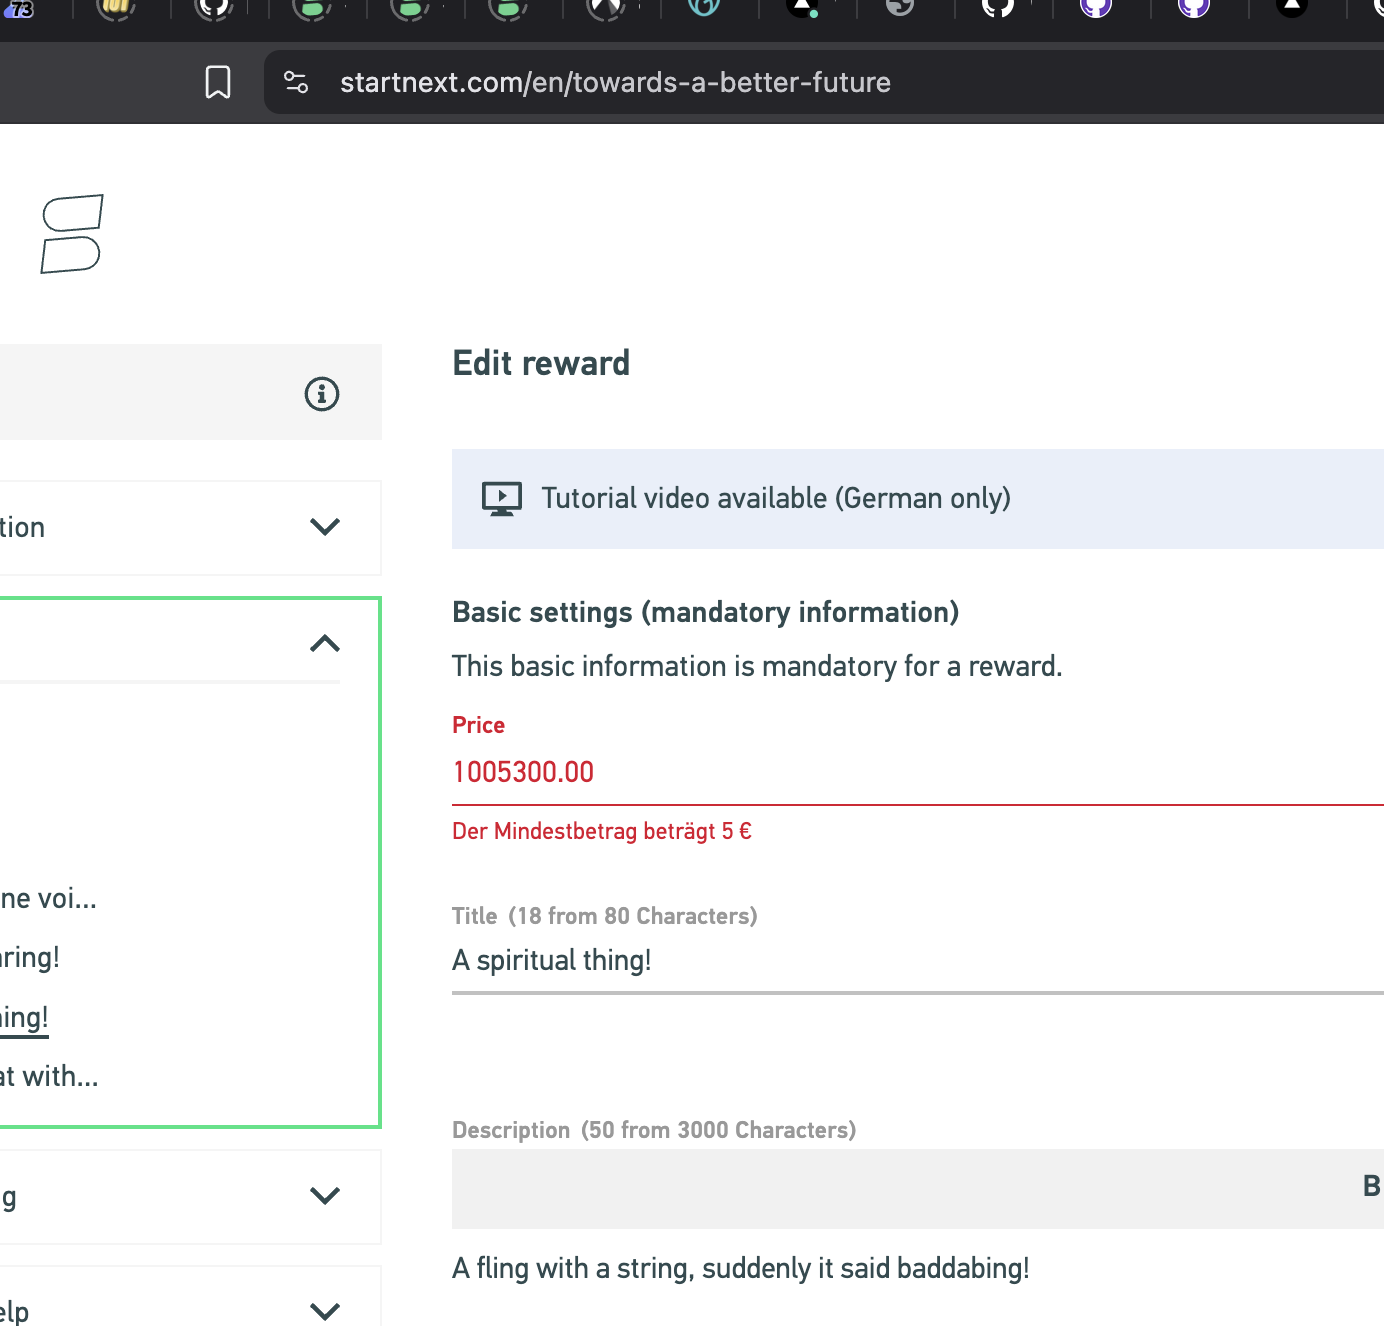 73
startnext.com/en/towards-a-better-future
Edit reward
Tutorial video available (German only)
tion
Basic settings (mandatory information)
This basic information is mandatory for a reward.
Price
1005300.00
Der Mindestbetrag beträgt 5 €
ne voi...
Title (18 from 80 Characters)
aring!
A spiritual thing!
hing!
at with...
Description (50 from 3000 Characters)
g
B
A fling with a string, suddenly it said baddabing!
elp